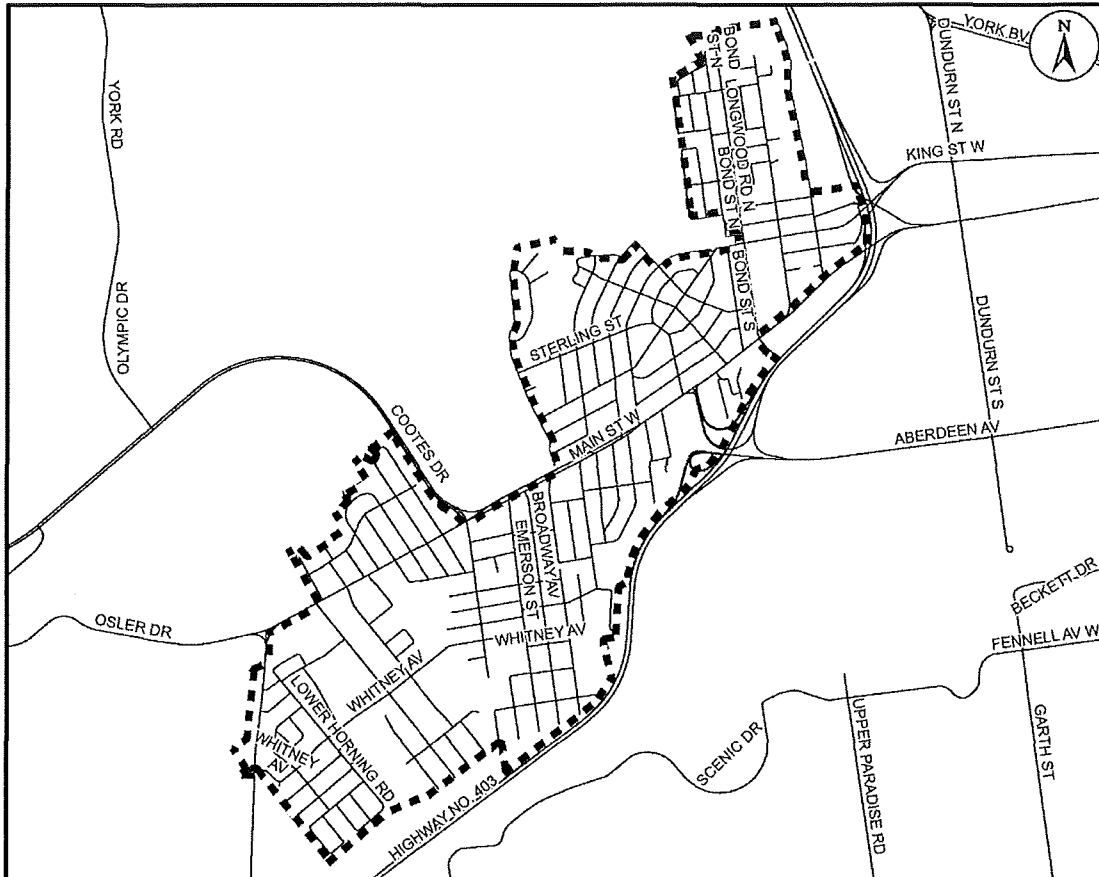 YORK BV
N
DUNDURN ST N
BOND
ST N
LONGWOOD RD N
YORK RD
KING ST W
BOND ST N
BOND ST S
OLYMPIC DR
STERLING ST
DUNDURN ST S
COOTES DR
MAIN ST W
ABERDEEN AV
BROADWAY AV
EMERSON ST
BECKETT DR
OSLER DR
WHITNEY AV
FENNELL AV W
WHITNEY AV
LOWER HORNING RD
WHITNEY
AV
SCENIC DR
UPPER PARADISE RD
GARTH ST
HIGHWAY NO. 403